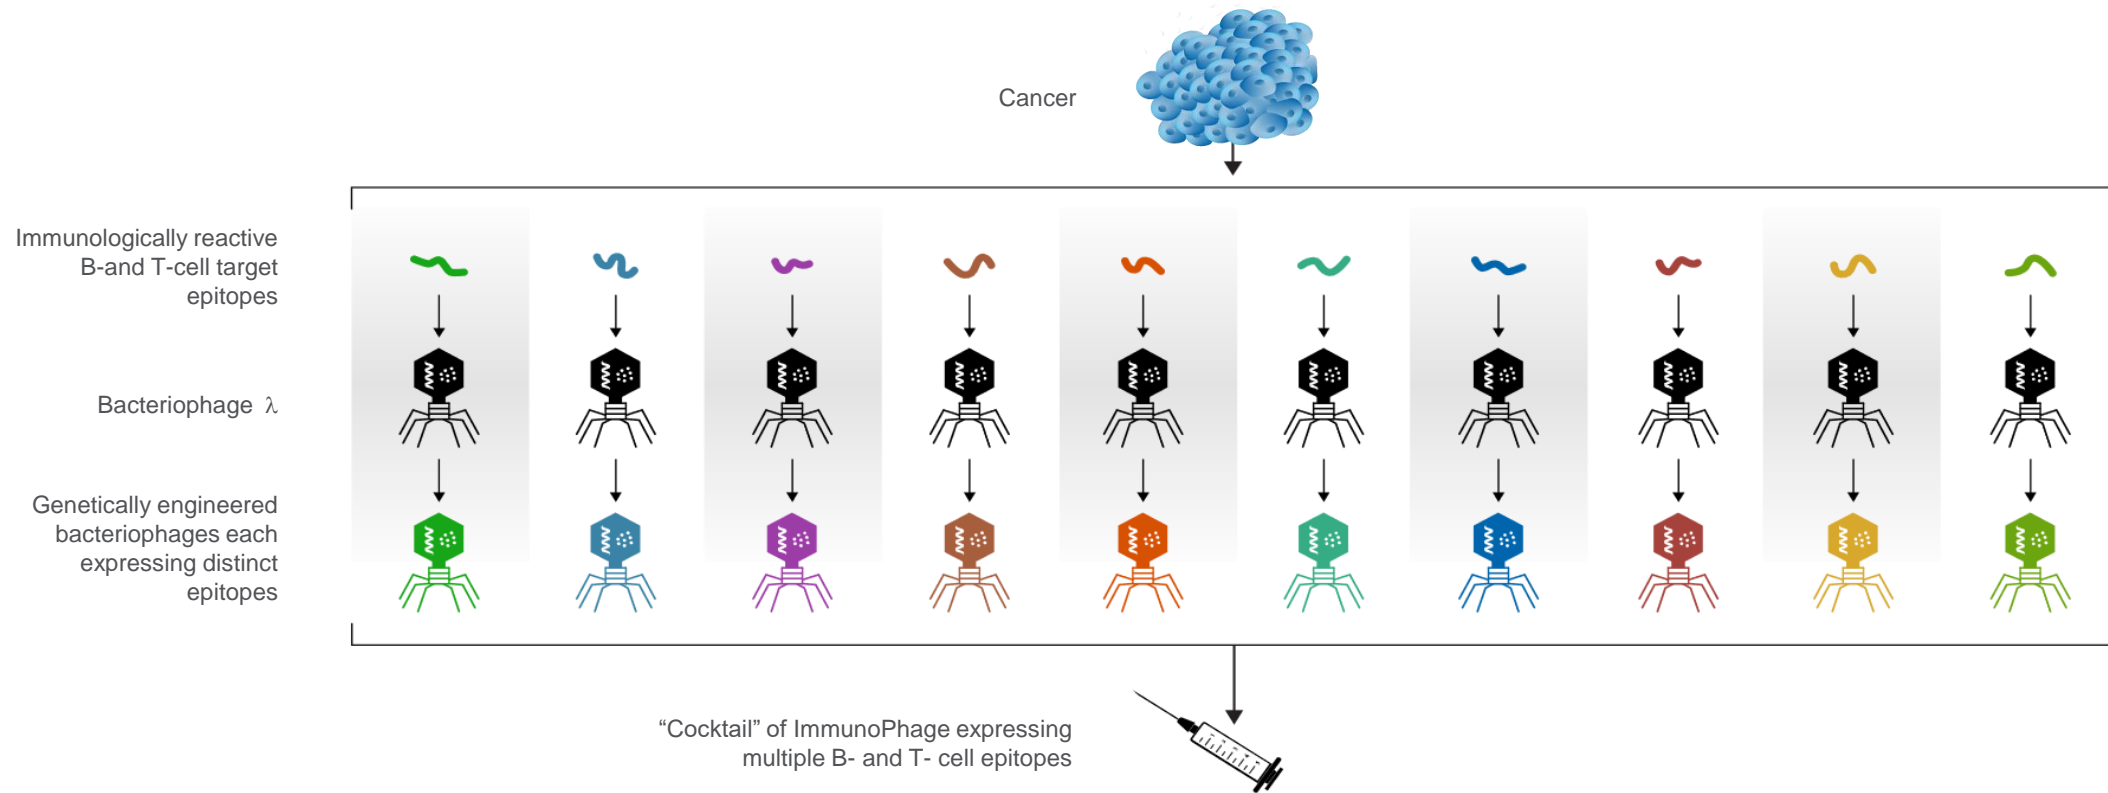 Cancer
Immunologically reactive
B-and T-cell target
epitopes
Bacteriophage λ
Genetically engineered
bacteriophages each
expressing distinct
epitopes
“Cocktail” of ImmunoPhage expressing
multiple B- and T- cell epitopes